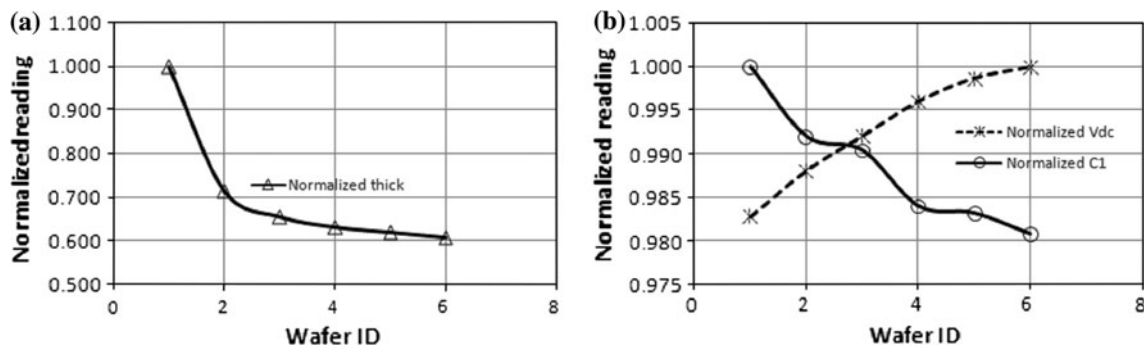 (a)
1.100
1.000
0.900
0.800
0.700
0.600
0.500
Normalizedreading
Normalized thick
0 2 4 6 8
Wafer ID
(b)
1.005
1.000
0.995
0.990
0.985
0.980
0.975
Normalized reading
Normalized Vdc
Normalized C1
0 2 4 6 8
Wafer ID